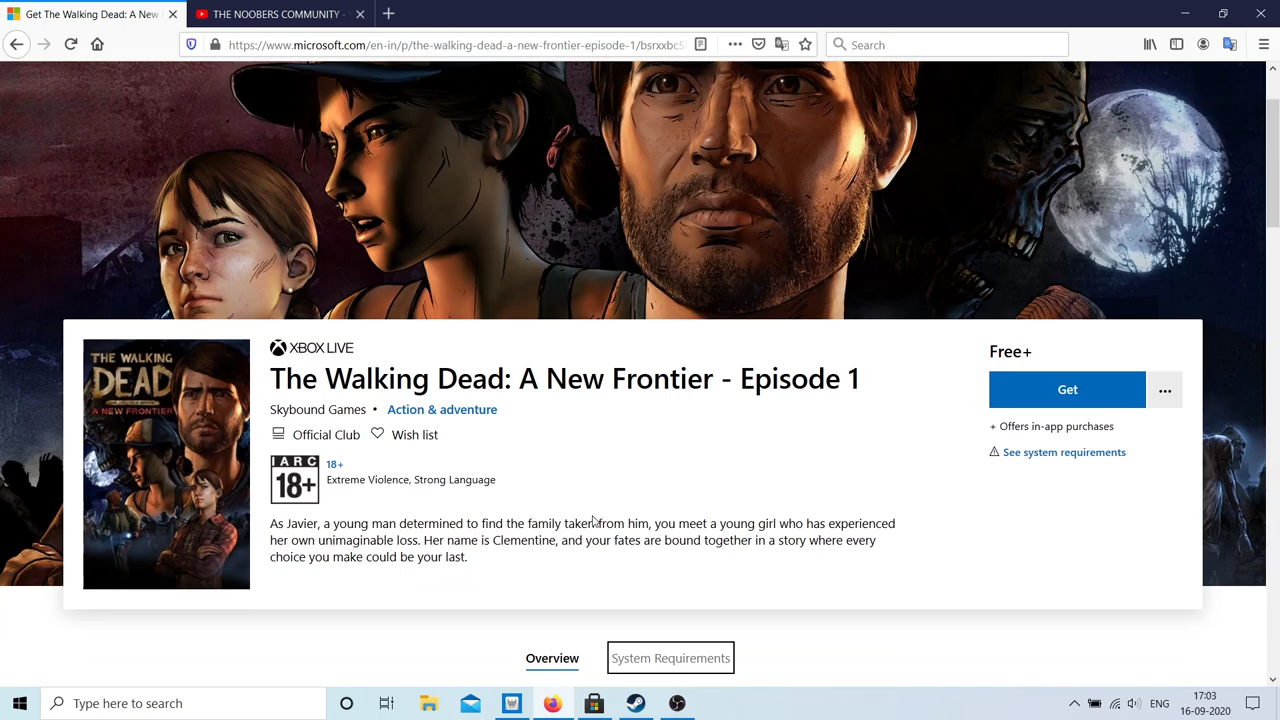 Get The Walking Dead: A New
THE NOOBERS COMMUNITY -
https://www.microsoft.com/en-in/p/the-walking-dead-a-new-frontier-episode-1/bsrxxbc5
Search
XBOX LIVE
The Walking Dead: A New Frontier - Episode 1
Skybound Games • Action & adventure
Official Club Wish list
IARC
18+
18+
Extreme Violence, Strong Language
As Javier, a young man determined to find the family taken from him, you meet a young girl who has experienced
her own unimaginable loss. Her name is Clementine, and your fates are bound together in a story where every
choice you make could be your last.
THE WALKING
DEAD
A NEW FRONTIER
Free+
Get
+ Offers in-app purchases
See system requirements
Overview
System Requirements
Type here to search
ENG
17:03
16-09-2020